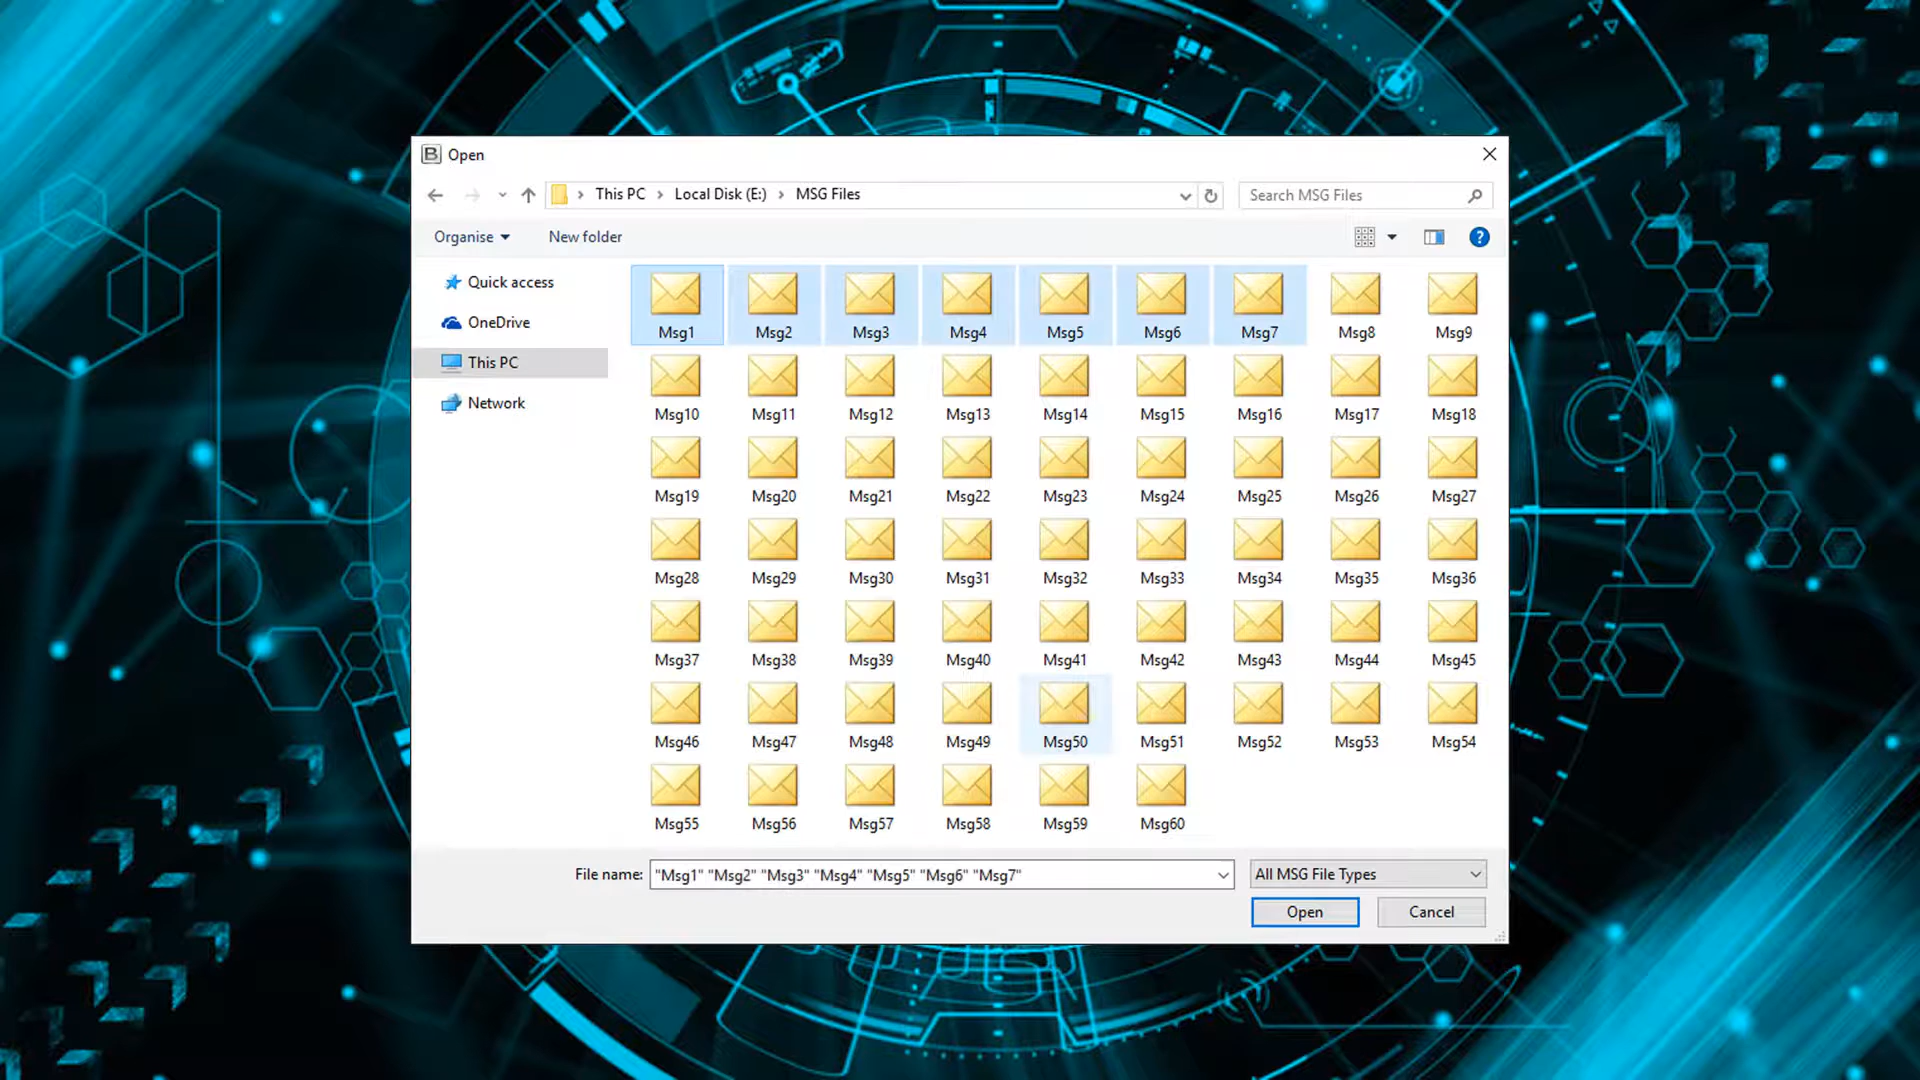 B Open
This PC > Local Disk (E:) > MSG Files
Search MSG Files
Organise New folder ?
Quick access
OneDrive
This PC
Network
Msg1 Msg2 Msg3 Msg4 Msg5 Msg6 Msg7 Msg8 Msg9
Msg10 Msg11 Msg12 Msg13 Msg14 Msg15 Msg16 Msg17 Msg18
Msg19 Msg20 Msg21 Msg22 Msg23 Msg24 Msg25 Msg26 Msg27
Msg28 Msg29 Msg30 Msg31 Msg32 Msg33 Msg34 Msg35 Msg36
Msg37 Msg38 Msg39 Msg40 Msg41 Msg42 Msg43 Msg44 Msg45
Msg46 Msg47 Msg48 Msg49 Msg50 Msg51 Msg52 Msg53 Msg54
Msg55 Msg56 Msg57 Msg58 Msg59 Msg60
File name: "Msg1" "Msg2" "Msg3" "Msg4" "Msg5" "Msg6" "Msg7" All MSG File Types
Open Cancel